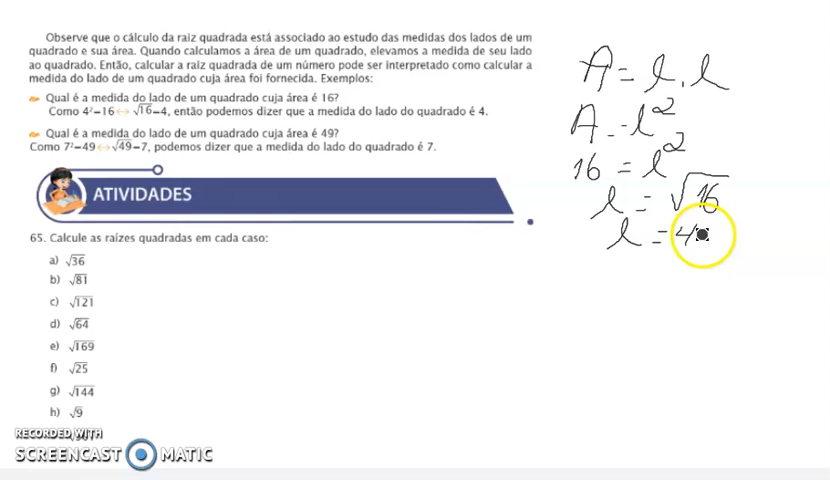 Observe que o cálculo da raiz quadrada está associado ao estudo das medidas dos lados de um
quadrado e sua área. Quando calculamos a área de um quadrado, elevamos a medida de seu lado
ao quadrado. Então, calcular a raiz quadrada de um número pode ser interpretado como calcular a
medida do lado de um quadrado cuja área foi fornecida. Exemplos:
Qual é a medida do lado de um quadrado cuja área é 16?
Como 4²=16 ↔ √16=4, então podemos dizer que a medida do lado do quadrado é 4.
Qual é a medida do lado de um quadrado cuja área é 49?
Como 7²=49 ↔ √49=7, podemos dizer que a medida do lado do quadrado é 7.
ATIVIDADES
65. Calcule as raízes quadradas em cada caso:
a) √36
b) √81
c) √121
d) √64
e) √169
f) √25
g) √144
h) √9
RECORDED WITH
SCREENCAST MATIC
A = l . l
A = l²
16 = l²
l = √16
l = 4